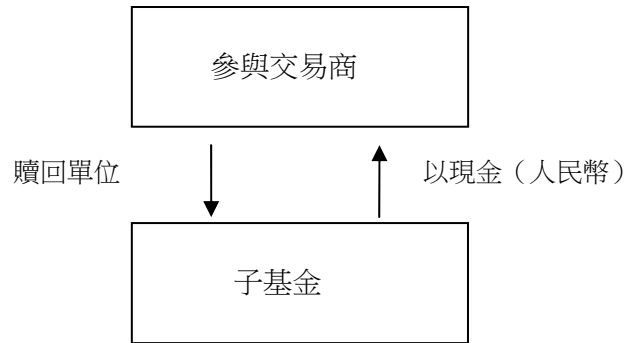 參與交易商
贖回單位
以現金（人民幣）
子基金